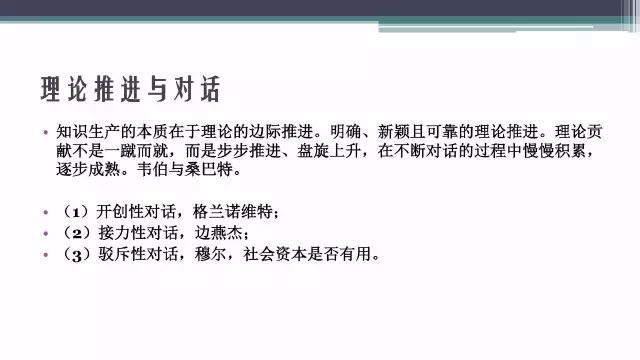 理论推进与对话
• 知识生产的本质在于理论的边际推进。明确、新颖且可靠的理论推进。理论贡
献不是一蹴而就，而是步步推进、盘旋上升，在不断对话的过程中慢慢积累，
逐步成熟。韦伯与桑巴特。
• （1）开创性对话，格兰诺维特；
• （2）接力性对话，边燕杰；
• （3）驳斥性对话，穆尔，社会资本是否有用。